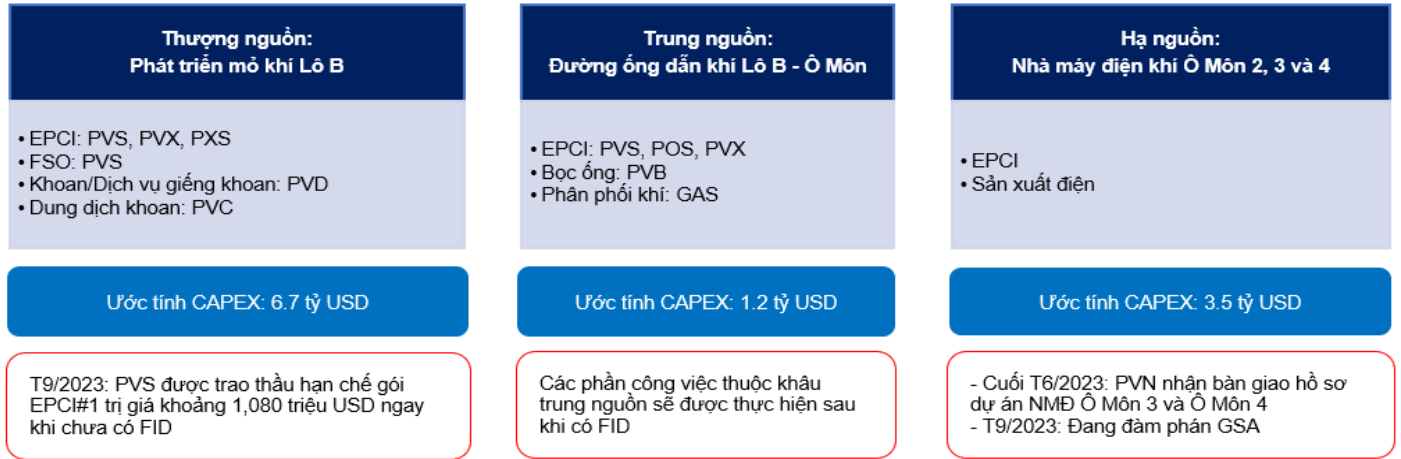 Thượng nguồn:
Phát triển mỏ khí Lô B
• EPCI: PVS, PVX, PXS
• FSO: PVS
• Khoan/Dịch vụ giếng khoan: PVD
• Dung dịch khoan: PVC
Ước tính CAPEX: 6.7 tỷ USD
T9/2023: PVS được trao thầu hạn chế gói
EPCI#1 trị giá khoảng 1,080 triệu USD ngay
khi chưa có FID
Trung nguồn:
Đường ống dẫn khí Lô B - Ô Môn
• EPCI: PVS, POS, PVX
• Bọc ống: PVB
• Phân phối khí: GAS
Ước tính CAPEX: 1.2 tỷ USD
Các phần công việc thuộc khâu
trung nguồn sẽ được thực hiện sau
khi có FID
Hạ nguồn:
Nhà máy điện khí Ô Môn 2, 3 và 4
• EPCI
• Sản xuất điện
Ước tính CAPEX: 3.5 tỷ USD
- Cuối T6/2023: PVN nhận bàn giao hồ sơ
dự án NMĐ Ô Môn 3 và Ô Môn 4
- T9/2023: Đang đàm phán GSA